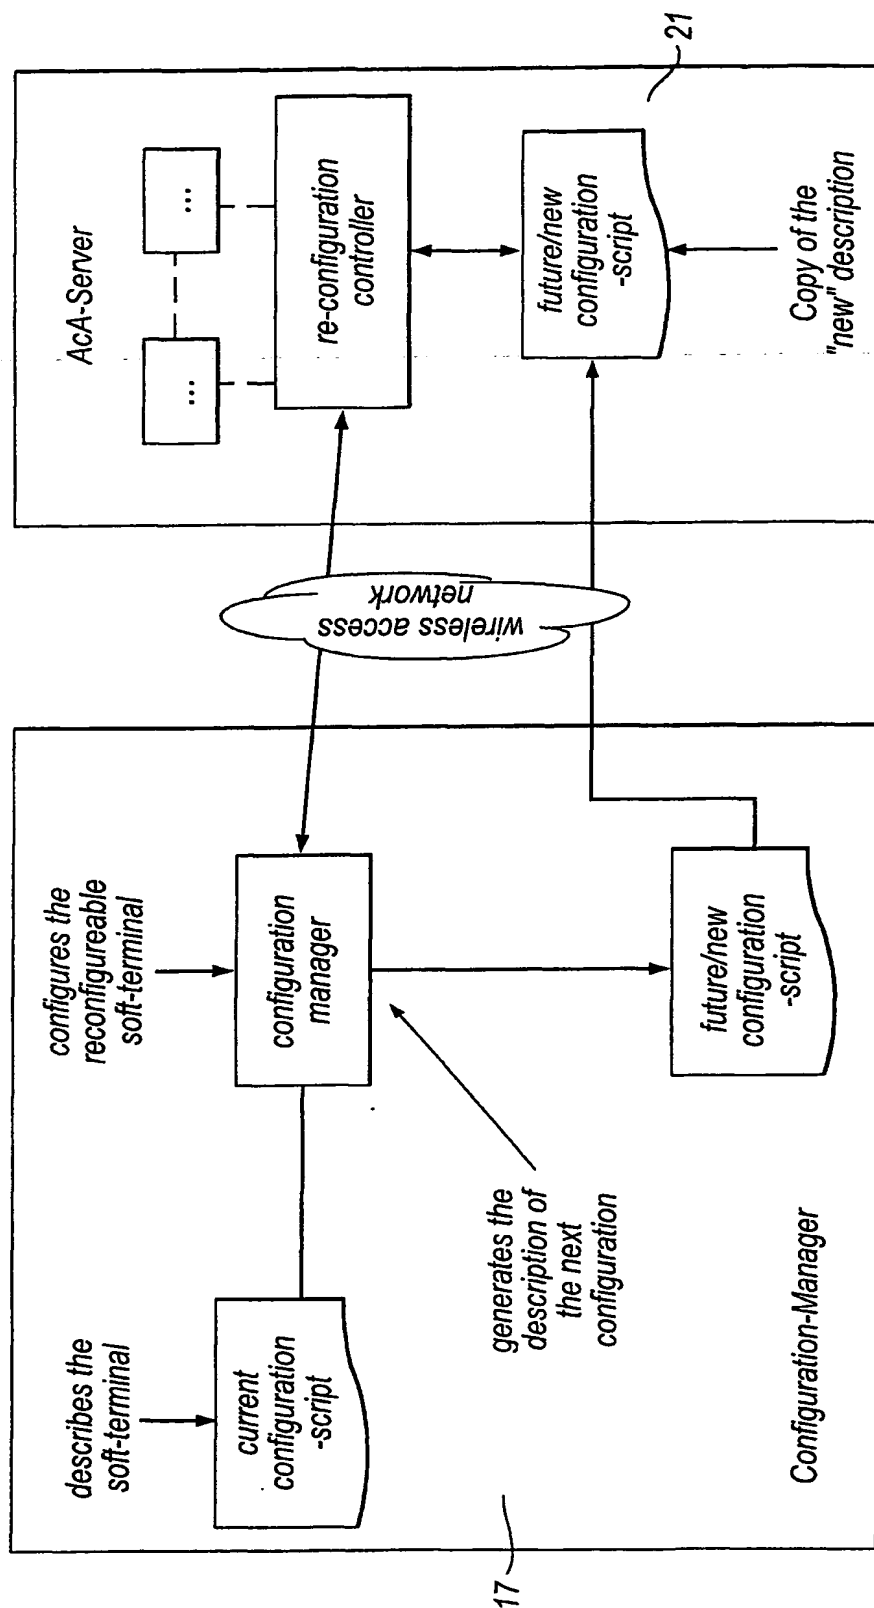 describes the
soft-terminal
current
configuration
-script
configures the
reconfigureable
soft-terminal
configuration
manager
generates the
description of
the next
configuration
future/new
configuration
-script
Configuration-Manager
17
wireless access
network
AcA-Server
...
...
re-configuration
controller
future/new
configuration
-script
Copy of the
"new" description
21